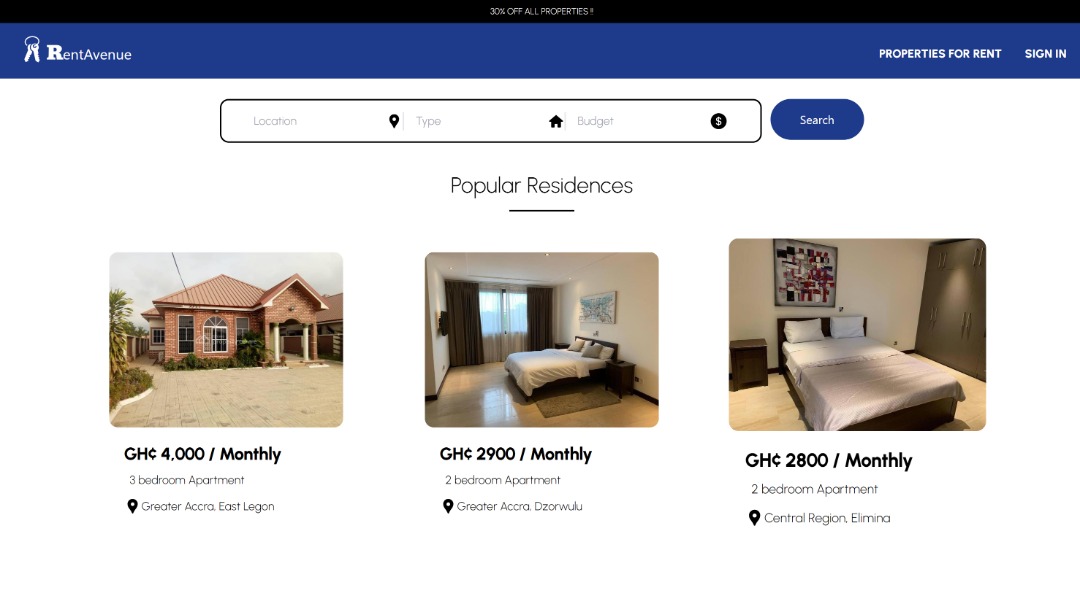 30% OFF ALL PROPERTIES !!
RentAvenue
PROPERTIES FOR RENT
SIGN IN
Location
Type
Budget
$
Search
Popular Residences
GH¢ 4,000 / Monthly
3 bedroom Apartment
Greater Accra, East Legon
GH¢ 2900 / Monthly
2 bedroom Apartment
Greater Accra, Dzorwulu
GH¢ 2800 / Monthly
2 bedroom Apartment
Central Region, Elimina